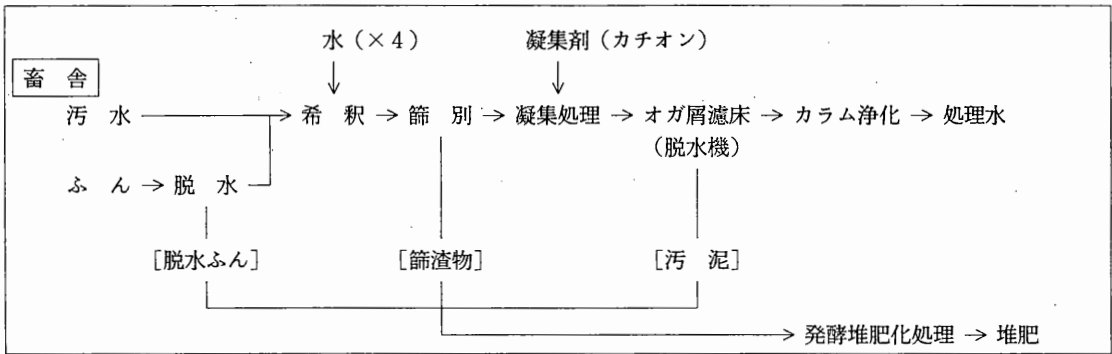 水（×4） 凝集剤（カチオン）
畜舎
汚水 → 希釈 → 篩別 → 凝集処理 → オガ屑濾床 → カラム浄化 → 処理水
（脱水機）
ふん → 脱水
［脱水ふん］ ［篩渣物］ ［汚泥］
→ 発酵堆肥化処理 → 堆肥